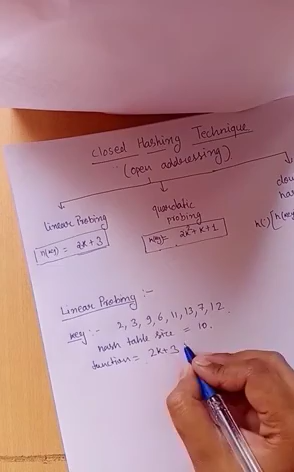 Closed Hashing Technique
(open addressing)
Linear Probing
h(key) = 2k+3
quadratic
probing
h(key) = 2k²+k+1
h() [h(key
Linear Probing :-
key :- 2, 3, 9, 6, 11, 13, 7, 12.
hash table size = 10.
function = 2k+3